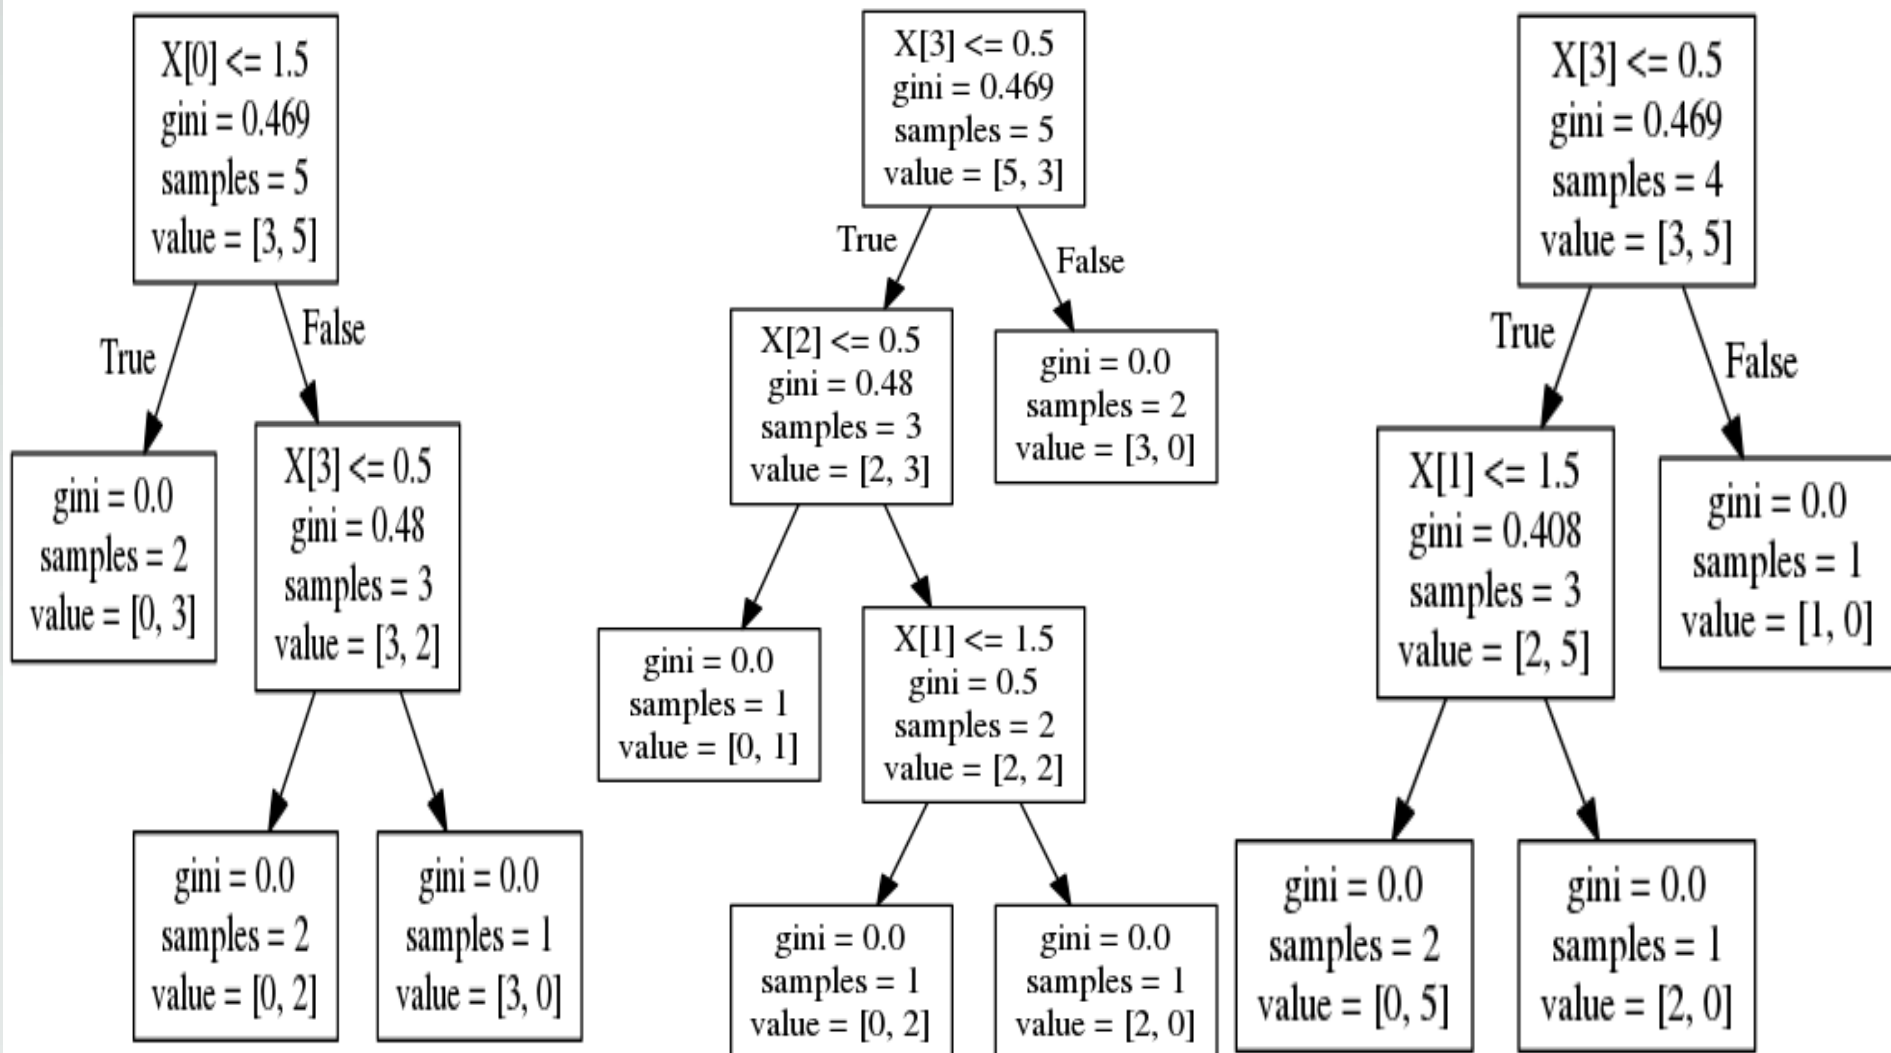 X[0] <= 1.5
gini = 0.469
samples = 5
value = [3, 5]
True
False
gini = 0.0
samples = 2
value = [0, 3]
X[3] <= 0.5
gini = 0.48
samples = 3
value = [3, 2]
gini = 0.0
samples = 2
value = [0, 2]
gini = 0.0
samples = 1
value = [3, 0]
X[3] <= 0.5
gini = 0.469
samples = 5
value = [5, 3]
True
False
X[2] <= 0.5
gini = 0.48
samples = 3
value = [2, 3]
gini = 0.0
samples = 2
value = [3, 0]
gini = 0.0
samples = 1
value = [0, 1]
X[1] <= 1.5
gini = 0.5
samples = 2
value = [2, 2]
gini = 0.0
samples = 1
value = [0, 2]
gini = 0.0
samples = 1
value = [2, 0]
X[3] <= 0.5
gini = 0.469
samples = 4
value = [3, 5]
True
False
X[1] <= 1.5
gini = 0.408
samples = 3
value = [2, 5]
gini = 0.0
samples = 1
value = [1, 0]
gini = 0.0
samples = 2
value = [0, 5]
gini = 0.0
samples = 1
value = [2, 0]